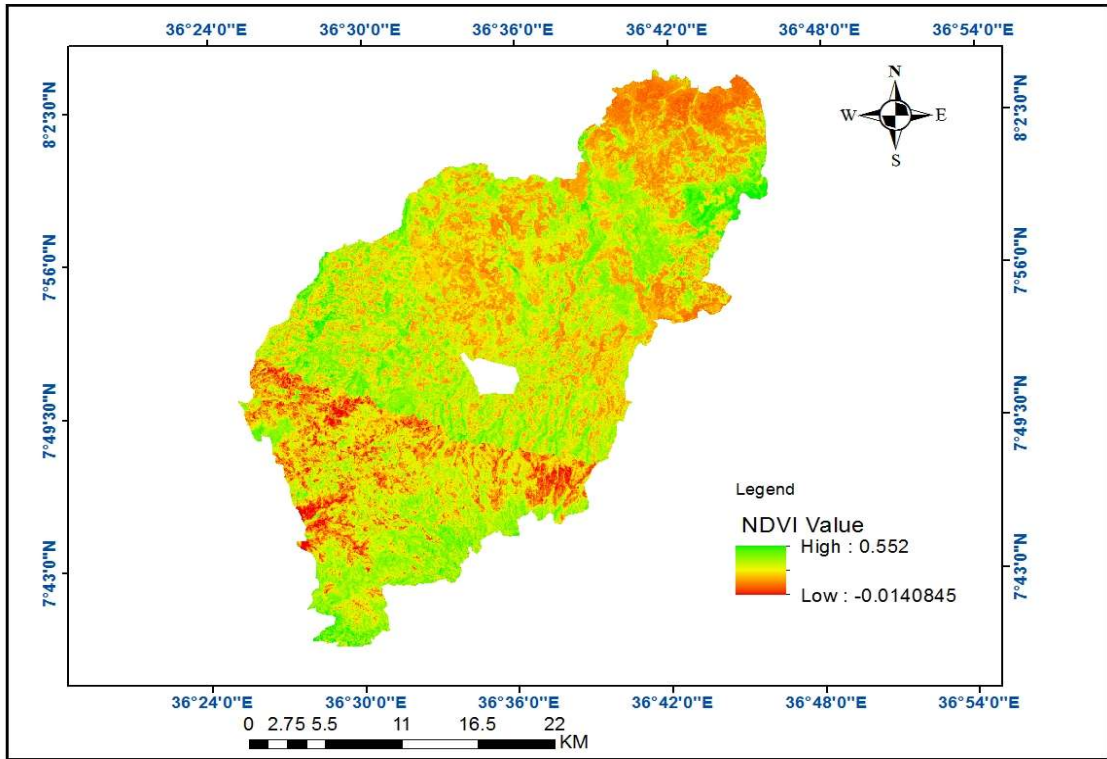 36°24'0"E 36°30'0"E 36°36'0"E 36°42'0"E 36°48'0"E 36°54'0"E
8°2'30"N
8°2'30"N
N
W E
S
7°56'0"N
7°56'0"N
7°49'30"N
7°49'30"N
Legend
NDVI Value
High : 0.552
Low : -0.0140845
7°43'0"N
7°43'0"N
36°24'0"E 36°30'0"E 36°36'0"E 36°42'0"E 36°48'0"E 36°54'0"E
0 2.75 5.5 11 16.5 22
KM